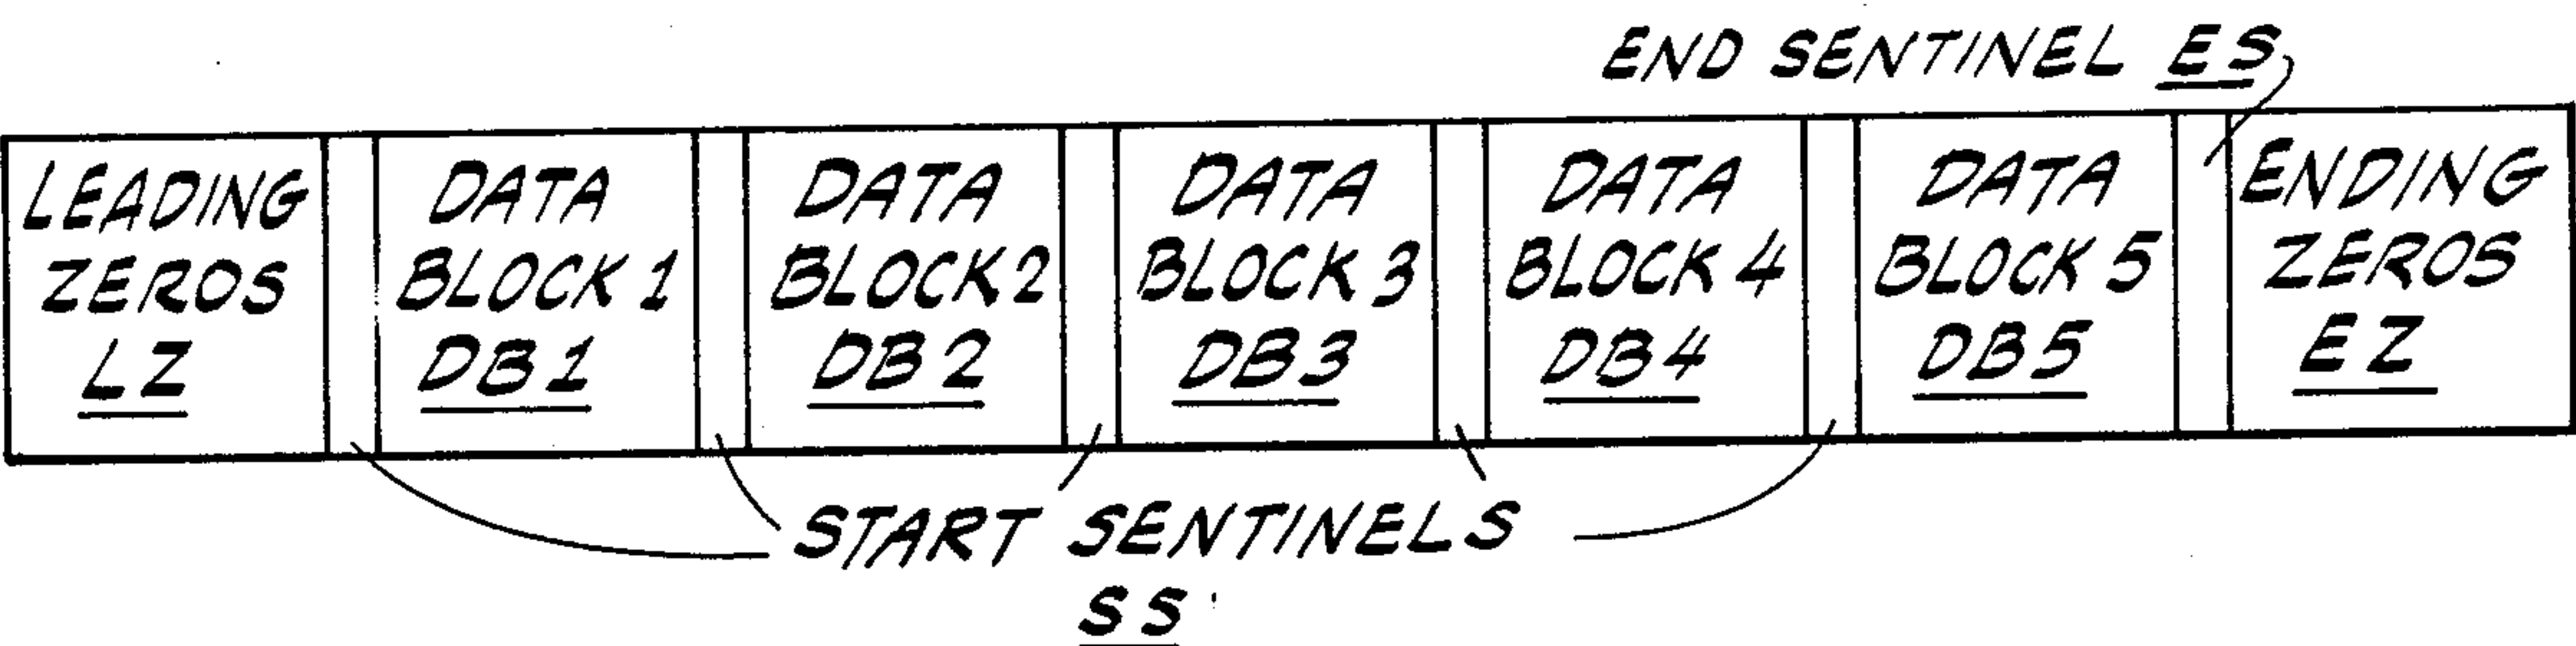 END SENTINEL ES
LEADING
ZEROS
LZ
DATA
BLOCK 1
DB1
DATA
BLOCK 2
DB2
DATA
BLOCK 3
DB3
DATA
BLOCK 4
DB4
DATA
BLOCK 5
DB5
ENDING
ZEROS
EZ
START SENTINELS
SS